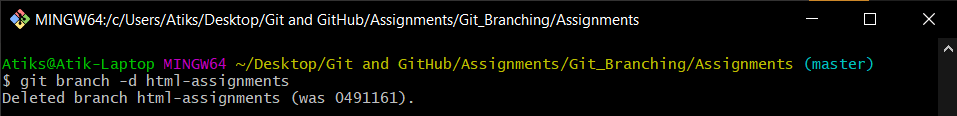 MINGW64:/c/Users/Atiks/Desktop/Git and GitHub/Assignments/Git_Branching/Assignments
Atiks@Atik-Laptop MINGW64 ~/Desktop/Git and GitHub/Assignments/Git_Branching/Assignments (master)
$ git branch -d html-assignments
Deleted branch html-assignments (was 0491161).